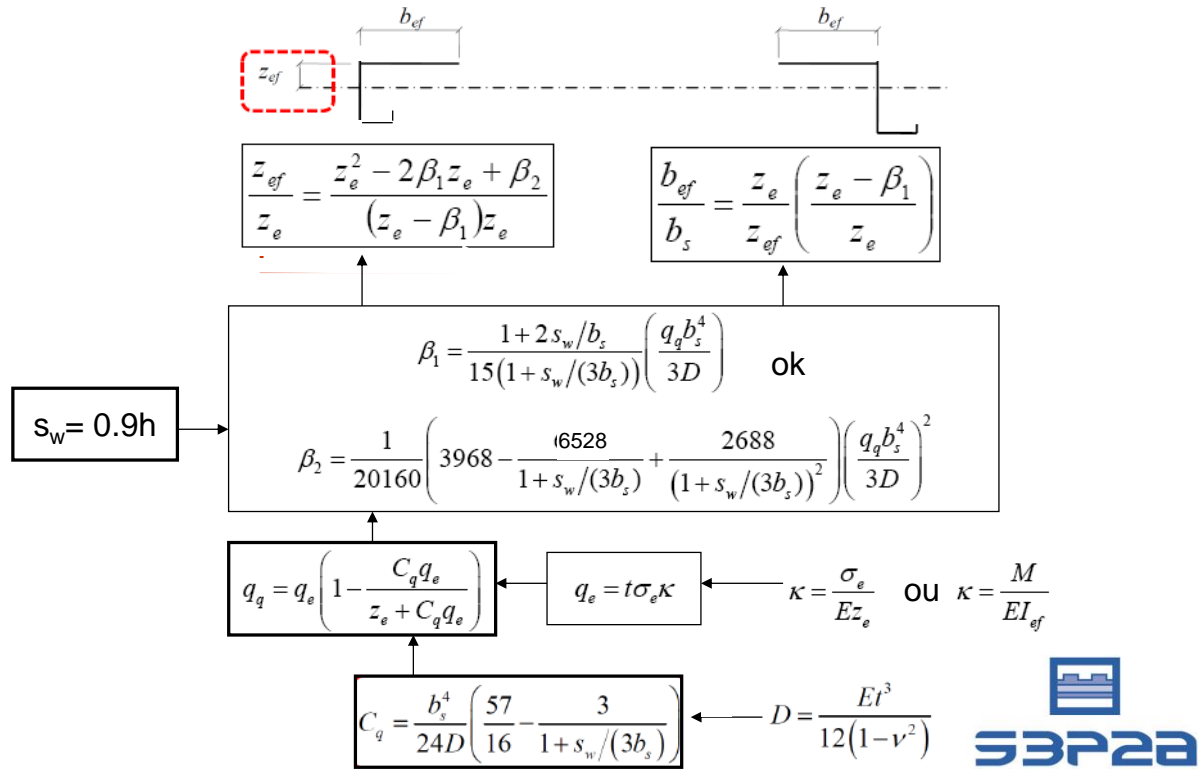 b_ef
b_ef
z_ef
z_ef / z_e = (z_e^2 − 2β_1 z_e + β_2) / ((z_e − β_1) z_e)
b_ef / b_s = z_e / z_ef ((z_e − β_1) / z_e)
β_1 = (1 + 2 s_w/b_s) / (15(1 + s_w/(3b_s))) (q_q b_s^4 / 3D) ok
s_w= 0.9h
β_2 = 1/20160 (3968 − 6528 / (1 + s_w/(3b_s)) + 2688 / (1 + s_w/(3b_s))^2) (q_q b_s^4 / 3D)^2
q_q = q_e (1 − C_q q_e / (z_e + C_q q_e))
q_e = tσ_e κ
κ = σ_e / (E z_e) ou κ = M / (E I_ef)
C_q = b_s^4 / 24D (57/16 − 3 / (1 + s_w/(3b_s)))
D = Et^3 / (12(1 − ν^2))
S3P2a